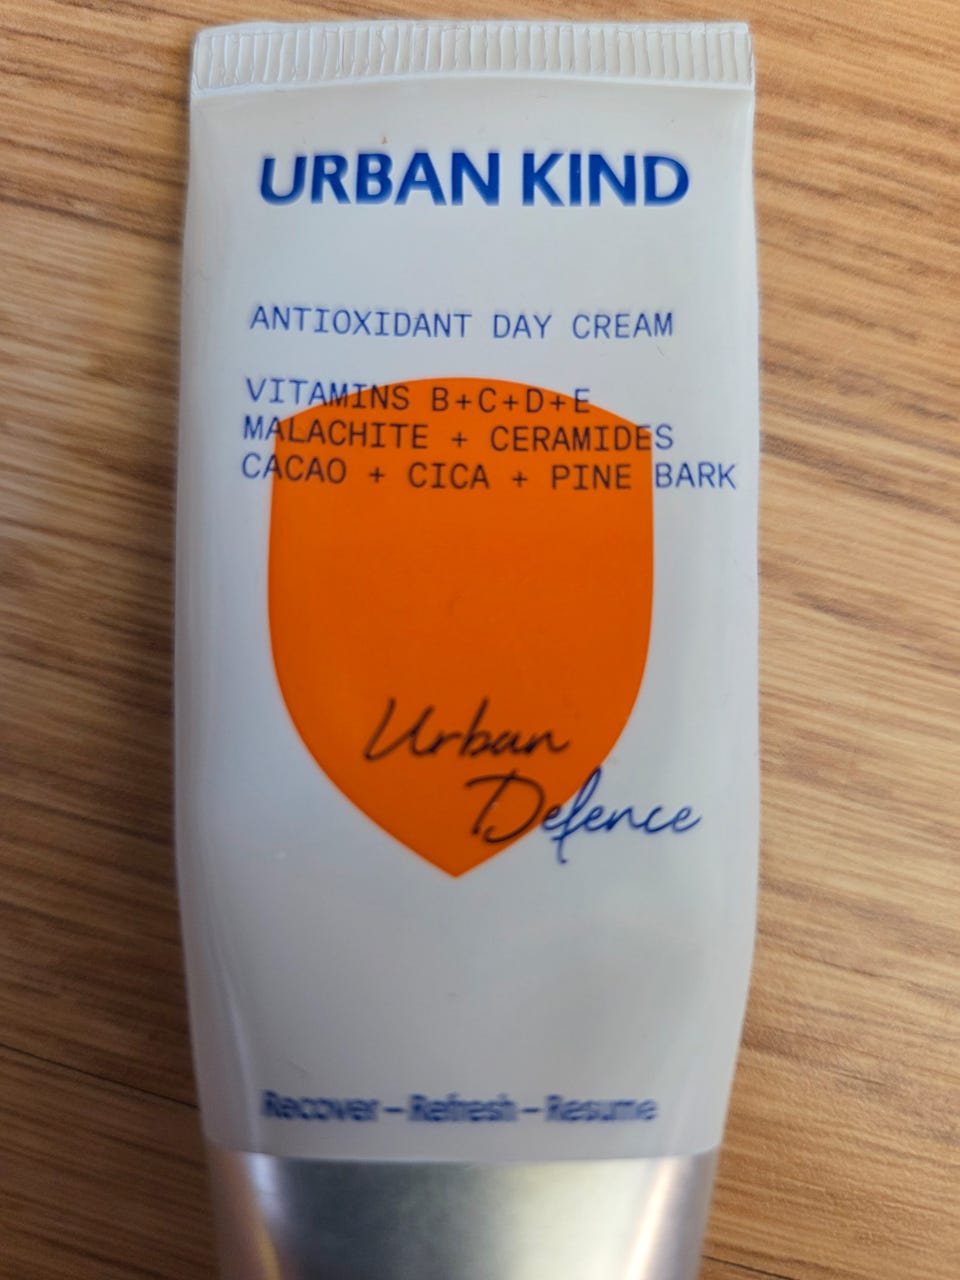 URBAN KIND
ANTIOXIDANT DAY CREAM
VITAMINS B+C+D+E
MALACHITE + CERAMIDES
CACAO + CICA + PINE BARK
Urban
Defence
Recover – Refresh – Resume